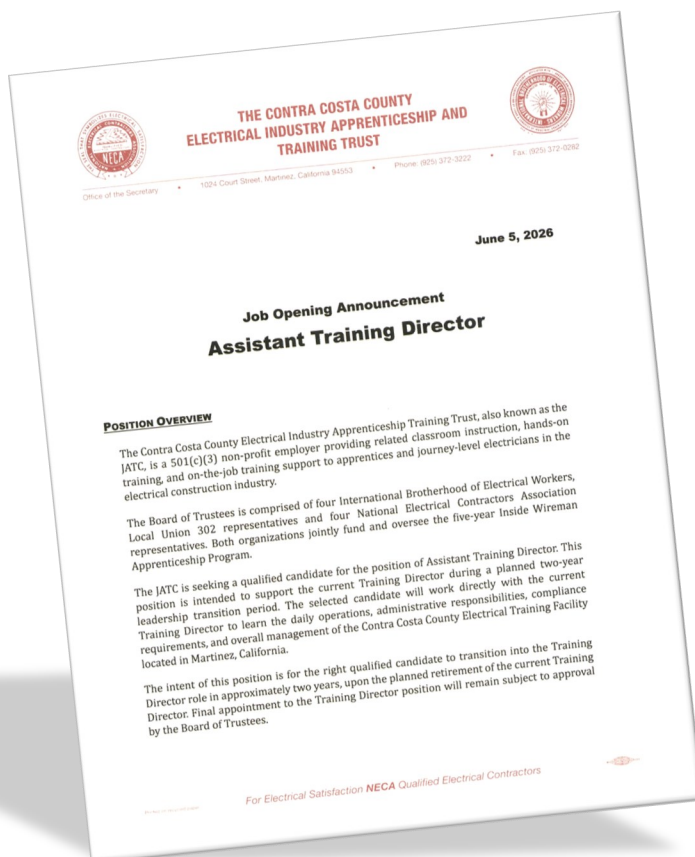 THE CONTRA COSTA COUNTY
ELECTRICAL INDUSTRY APPRENTICESHIP AND
TRAINING TRUST
NECA
Office of the Secretary • 1024 Court Street, Martinez, California 94553 • Phone: (925) 372-3222 • Fax: (925) 372-0262
June 5, 2026
Job Opening Announcement
Assistant Training Director
POSITION OVERVIEW
The Contra Costa County Electrical Industry Apprenticeship Training Trust, also known as the
JATC, is a 501(c)(3) non-profit employer providing related classroom instruction, hands-on
training, and on-the-job training support to apprentices and journey-level electricians in the
electrical construction industry.
The Board of Trustees is comprised of four International Brotherhood of Electrical Workers,
Local Union 302 representatives and four National Electrical Contractors Association
representatives. Both organizations jointly fund and oversee the five-year Inside Wireman
Apprenticeship Program.
The JATC is seeking a qualified candidate for the position of Assistant Training Director. This
position is intended to support the current Training Director during a planned two-year
leadership transition period. The selected candidate will work directly with the current
Training Director to learn the daily operations, administrative responsibilities, compliance
requirements, and overall management of the Contra Costa County Electrical Training Facility
located in Martinez, California.
The intent of this position is for the right qualified candidate to transition into the Training
Director role in approximately two years, upon the planned retirement of the current Training
Director. Final appointment to the Training Director position will remain subject to approval
by the Board of Trustees.
For Electrical Satisfaction NECA Qualified Electrical Contractors